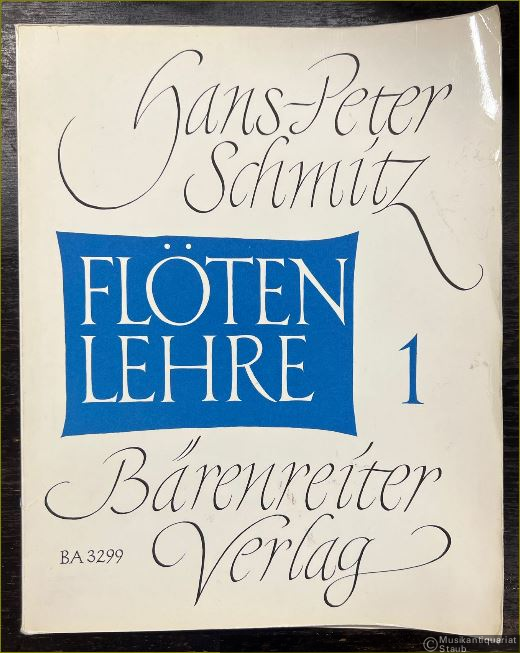 Hans-Peter
Schmitz
FLÖTEN
LEHRE
1
Bärenreiter
Verlag
BA 3299
© Musikantiquariat
Staub